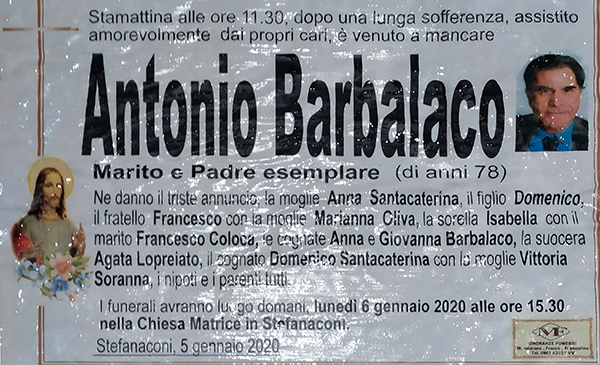 Stamattina alle ore 11.30, dopo una lunga sofferenza, assistito
amorevolmente dai propri cari, è venuto a mancare
Antonio Barbalaco
Marito e Padre esemplare (di anni 78)
Ne danno il triste annuncio, la moglie Anna Santacaterina, il figlio Domenico,
il fratello Francesco con la moglie Marianna Cliva, la sorella Isabella con il
marito Francesco Coloca, le cognate Anna e Giovanna Barbalaco, la suocera
Agata Lopreiato, il cognato Domenico Santacaterina con la moglie Vittoria
Soranna, i nipoti e i parenti tutti.
I funerali avranno luogo domani, lunedi 6 gennaio 2020 alle ore 15.30
nella Chiesa Matrice in Stefanaconi.
Stefanaconi, 5 gennaio 2020
MF
ONORANZE FUNEBRI